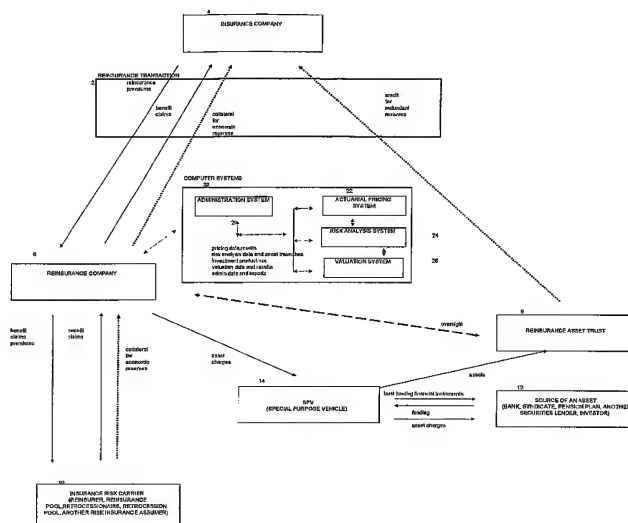 4
INSURANCE COMPANY
REINSURANCE TRANSACTION
2
reinsurance
premiums
benefit
claims
collateral
for
economic
reserves
credit
for
redundant
reserves
COMPUTER SYSTEMS
32
ADMINISTRATION SYSTEM
22
ACTUARIAL PRICING
SYSTEM
RISK ANALYSIS SYSTEM
24
VALUATION SYSTEM
26
pricing data, results
risk analysis data and asset tranches
investment product
valuation data and results
admin data and reports
6
REINSURANCE COMPANY
8
REINSURANCE ASSET TRUST
oversight
benefit
claims
premiums
benefit
claims
collateral
for
economic
reserves
asset
charges
assets
14
SPV
(SPECIAL PURPOSE VEHICLE)
funding
asset charges
12
SOURCE OF AN ASSET
(BANK, SYNDICATE, PENSION PLAN, ANOTHER
SECURITIES LENDER, INVESTOR)
10
INSURANCE RISK CARRIER
(REINSURER, REINSURANCE
POOL, RETROCESSIONAIRE, RETROCESSION
POOL, ANOTHER RISK INSURANCE ASSUMER)